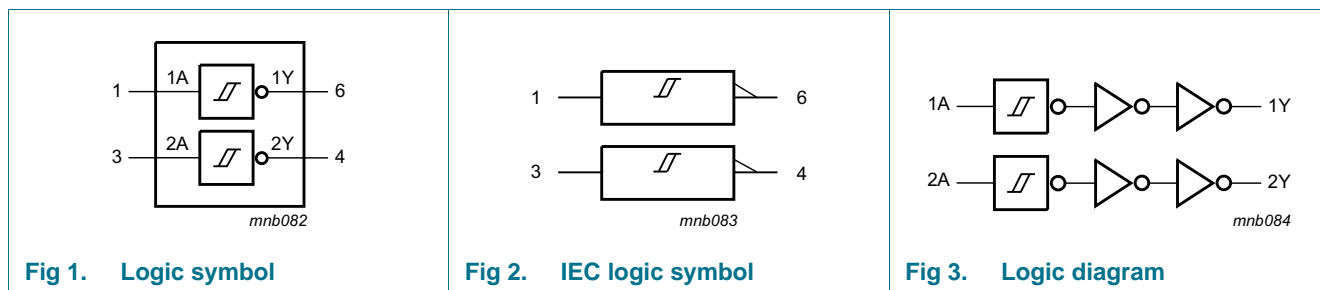 1 1A 1Y 6
3 2A 2Y 4
mnb082
Fig 1. Logic symbol
1 6
3 4
mnb083
Fig 2. IEC logic symbol
1A 1Y
2A 2Y
mnb084
Fig 3. Logic diagram